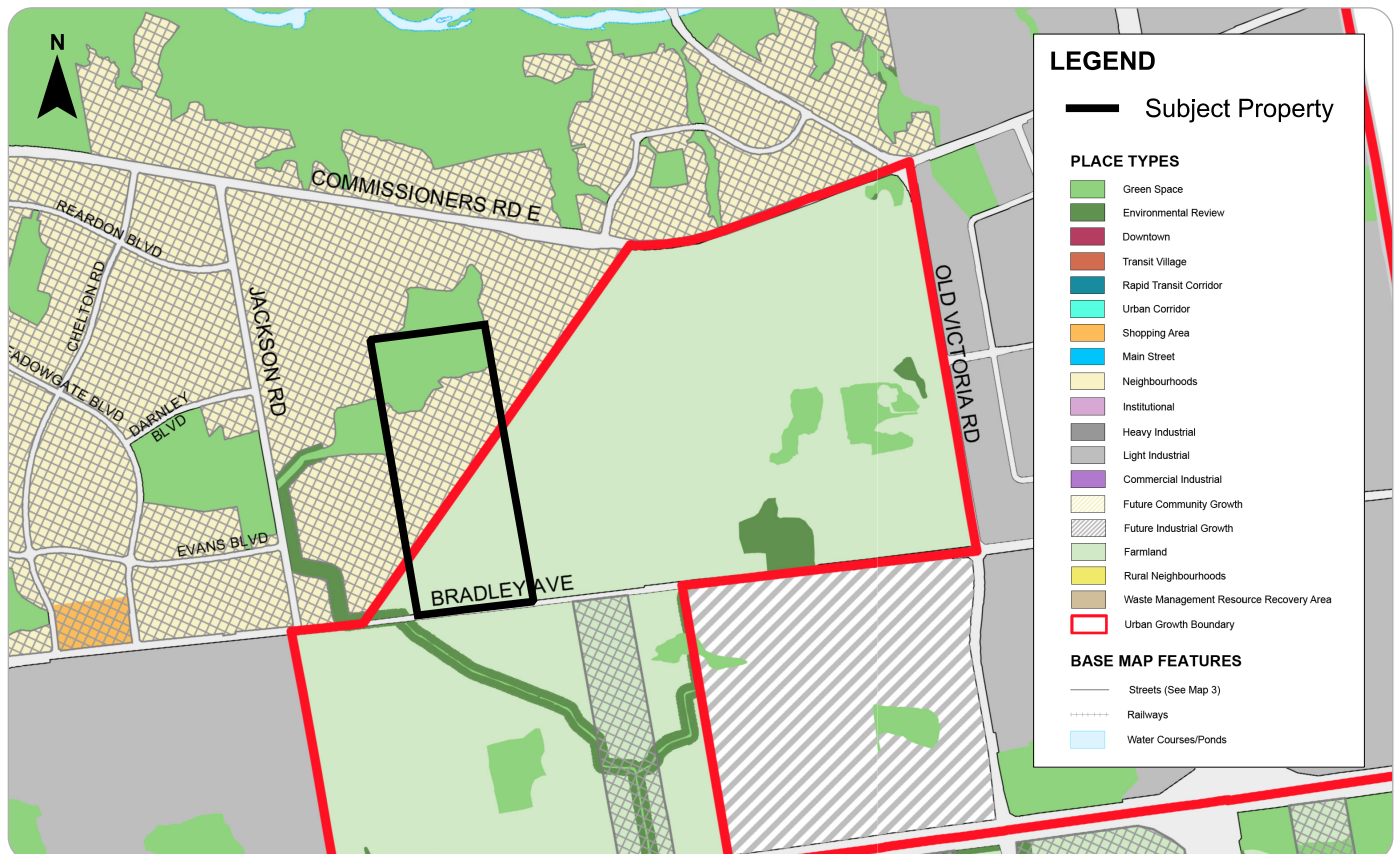 N
COMMISSIONERS RD E
REARDON BLVD
CHELTON RD
JACKSON RD
EADOWGATE BLVD
DARNLEY
BLVD
EVANS BLVD
BRADLEY AVE
OLD VICTORIA RD
LEGEND
Subject Property
PLACE TYPES
Green Space
Environmental Review
Downtown
Transit Village
Rapid Transit Corridor
Urban Corridor
Shopping Area
Main Street
Neighbourhoods
Institutional
Heavy Industrial
Light Industrial
Commercial Industrial
Future Community Growth
Future Industrial Growth
Farmland
Rural Neighbourhoods
Waste Management Resource Recovery Area
Urban Growth Boundary
BASE MAP FEATURES
Streets (See Map 3)
Railways
Water Courses/Ponds